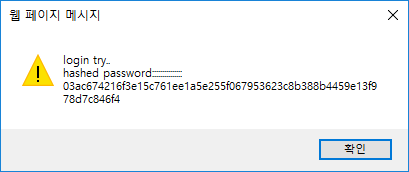 웹 페이지 메시지
login try..
hashed password::::::::::::::::
03ac674216f3e15c761ee1a5e255f067953623c8b388b4459e13f9
78d7c846f4
확인